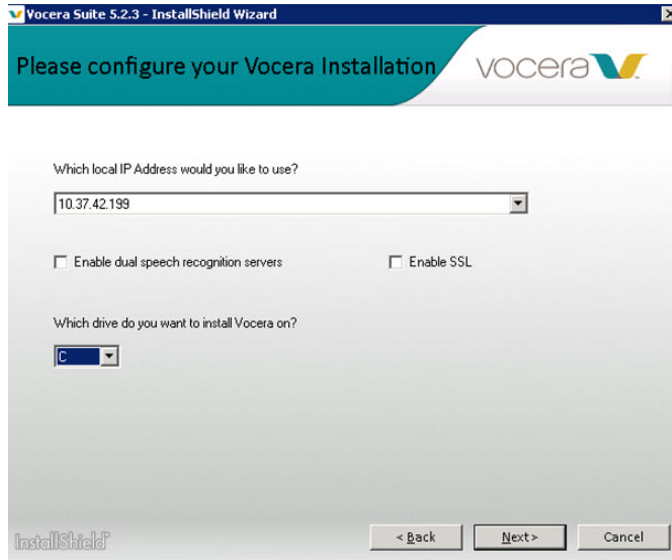 Vocera Suite 5.2.3 - InstallShield Wizard
Please configure your Vocera Installation
vocera
Which local IP Address would you like to use?
10.37.42.199
Enable dual speech recognition servers
Enable SSL
Which drive do you want to install Vocera on?
C
InstallShield
< Back
Next >
Cancel